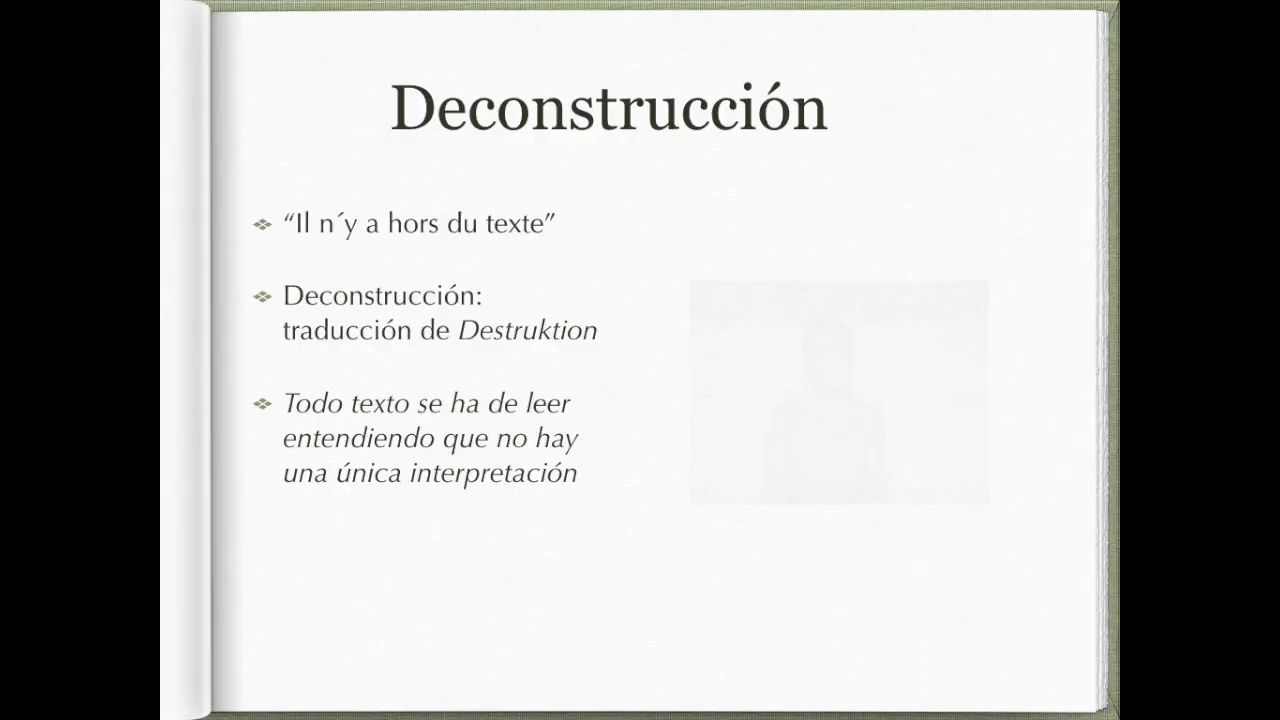 Deconstrucción
“Il n´y a hors du texte”
Deconstrucción:
traducción de Destruktion
Todo texto se ha de leer
entendiendo que no hay
una única interpretación